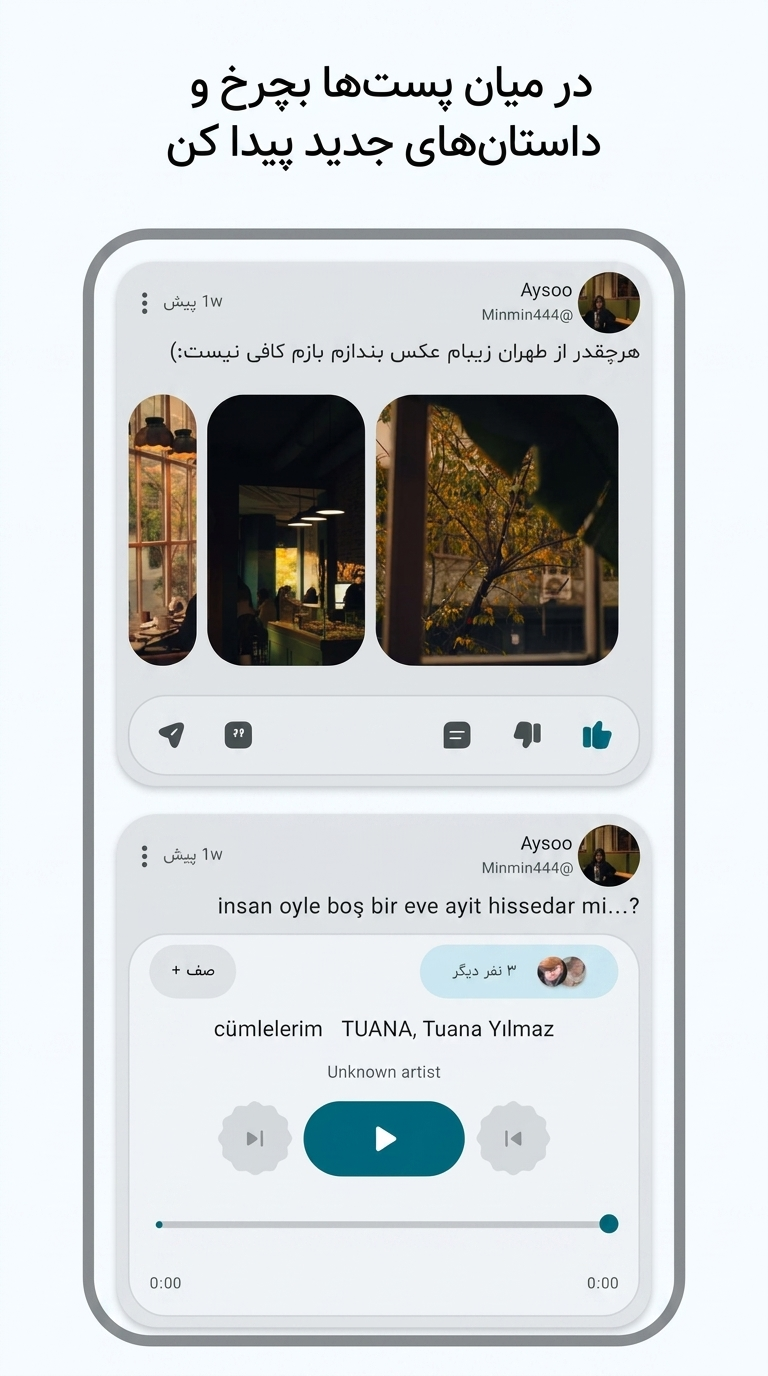 در میان پست‌ها بچرخ و
داستان‌های جدید پیدا کن
Aysoo
1w پیش
Minmin444@
هرچقدر از طهران زیبام عکس بندازم بازم کافی نیست:)
Aysoo
1w پیش
Minmin444@
insan oyle boş bir eve ayit hissedar mi...?
۳ نفر دیگر
صف +
cümlelerim TUANA, Tuana Yılmaz
Unknown artist
0:00
0:00